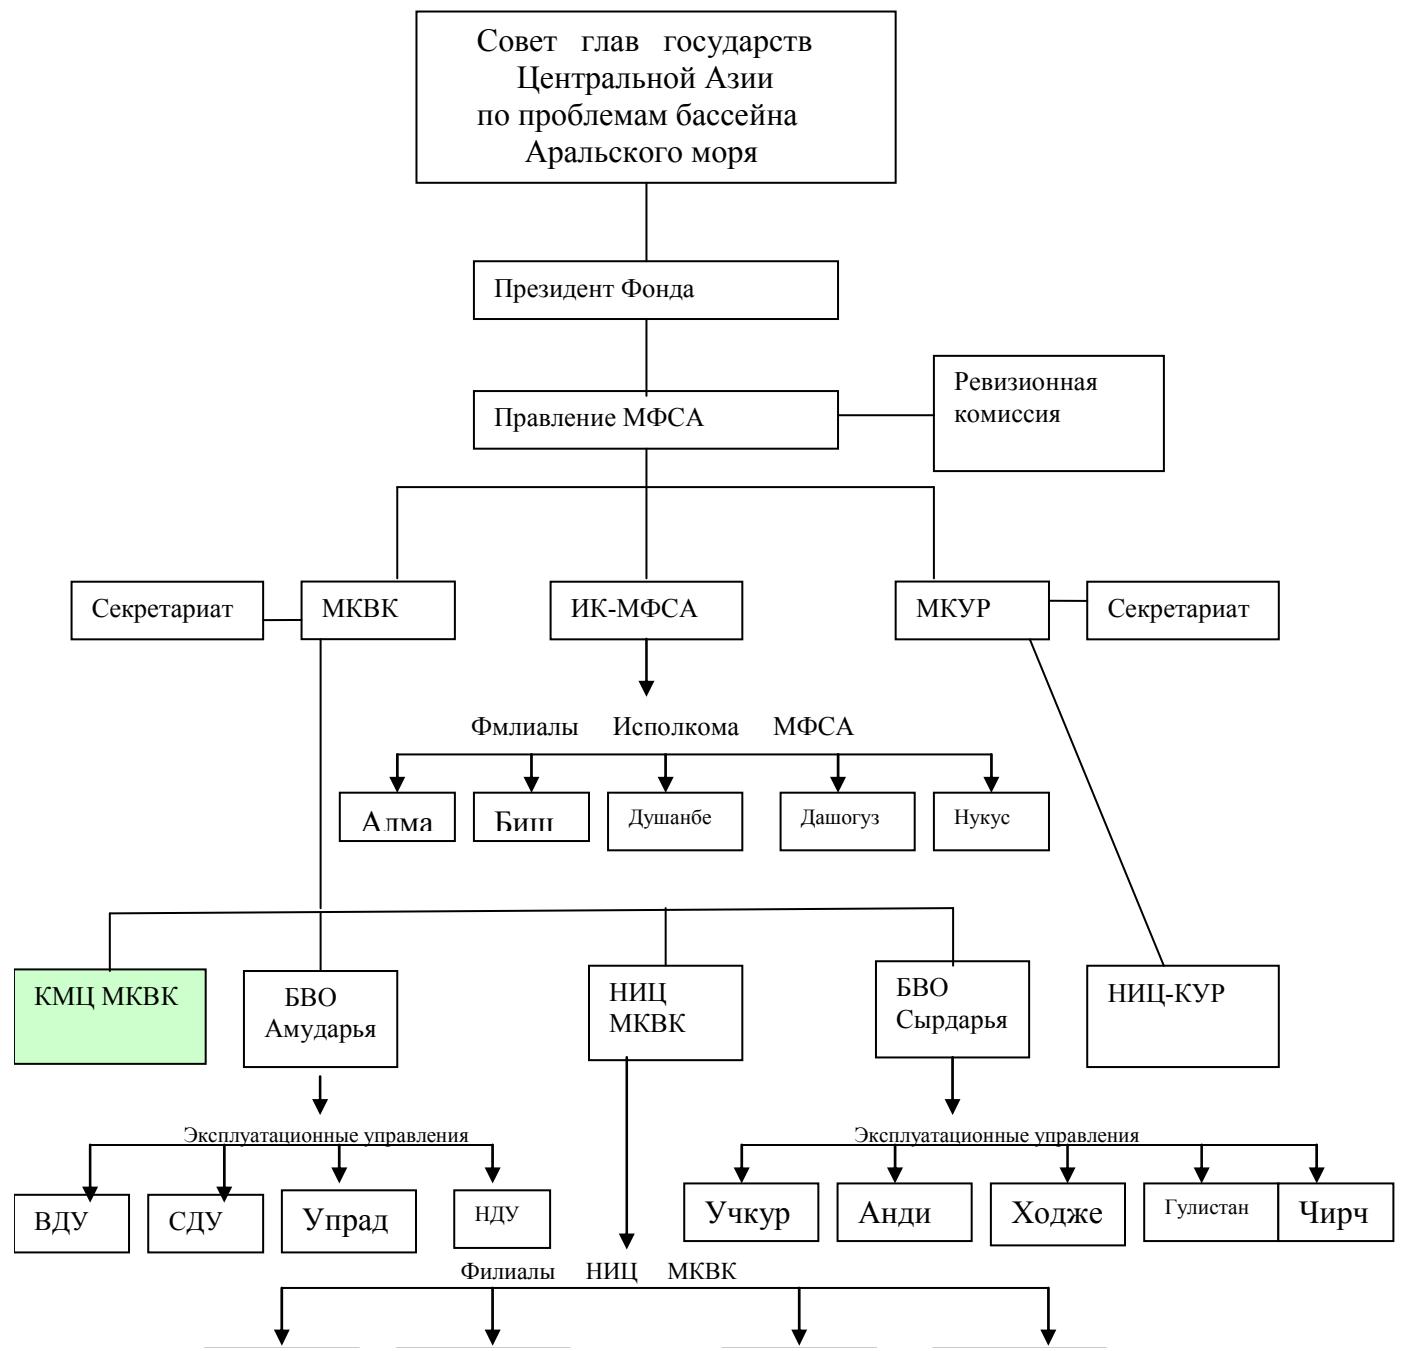 Совет глав государств
Центральной Азии
по проблемам бассейна
Аральского моря
Президент Фонда
Ревизионная
комиссия
Правление МФСА
Секретариат
МКВК
ИК-МФСА
МКУР
Секретариат
Фмлиалы Исполкома МФСА
Алма
Биш
Душанбе
Дашогуз
Нукус
КМЦ МКВК
БВО
Амударья
НИЦ
МКВК
БВО
Сырдарья
НИЦ-КУР
Эксплуатационные управления
Эксплуатационные управления
ВДУ
СДУ
Упрад
НДУ
Учкур
Анди
Ходже
Гулистан
Чирч
Филиалы НИЦ МКВК